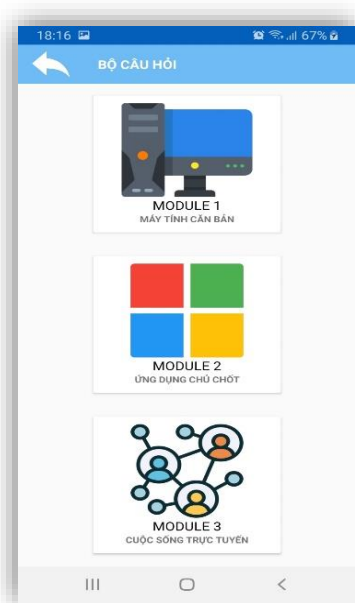 18:16 67%
BỘ CÂU HỎI
MODULE 1
MÁY TÍNH CĂN BẢN
MODULE 2
ỨNG DỤNG CHỦ CHỐT
MODULE 3
CUỘC SỐNG TRỰC TUYẾN